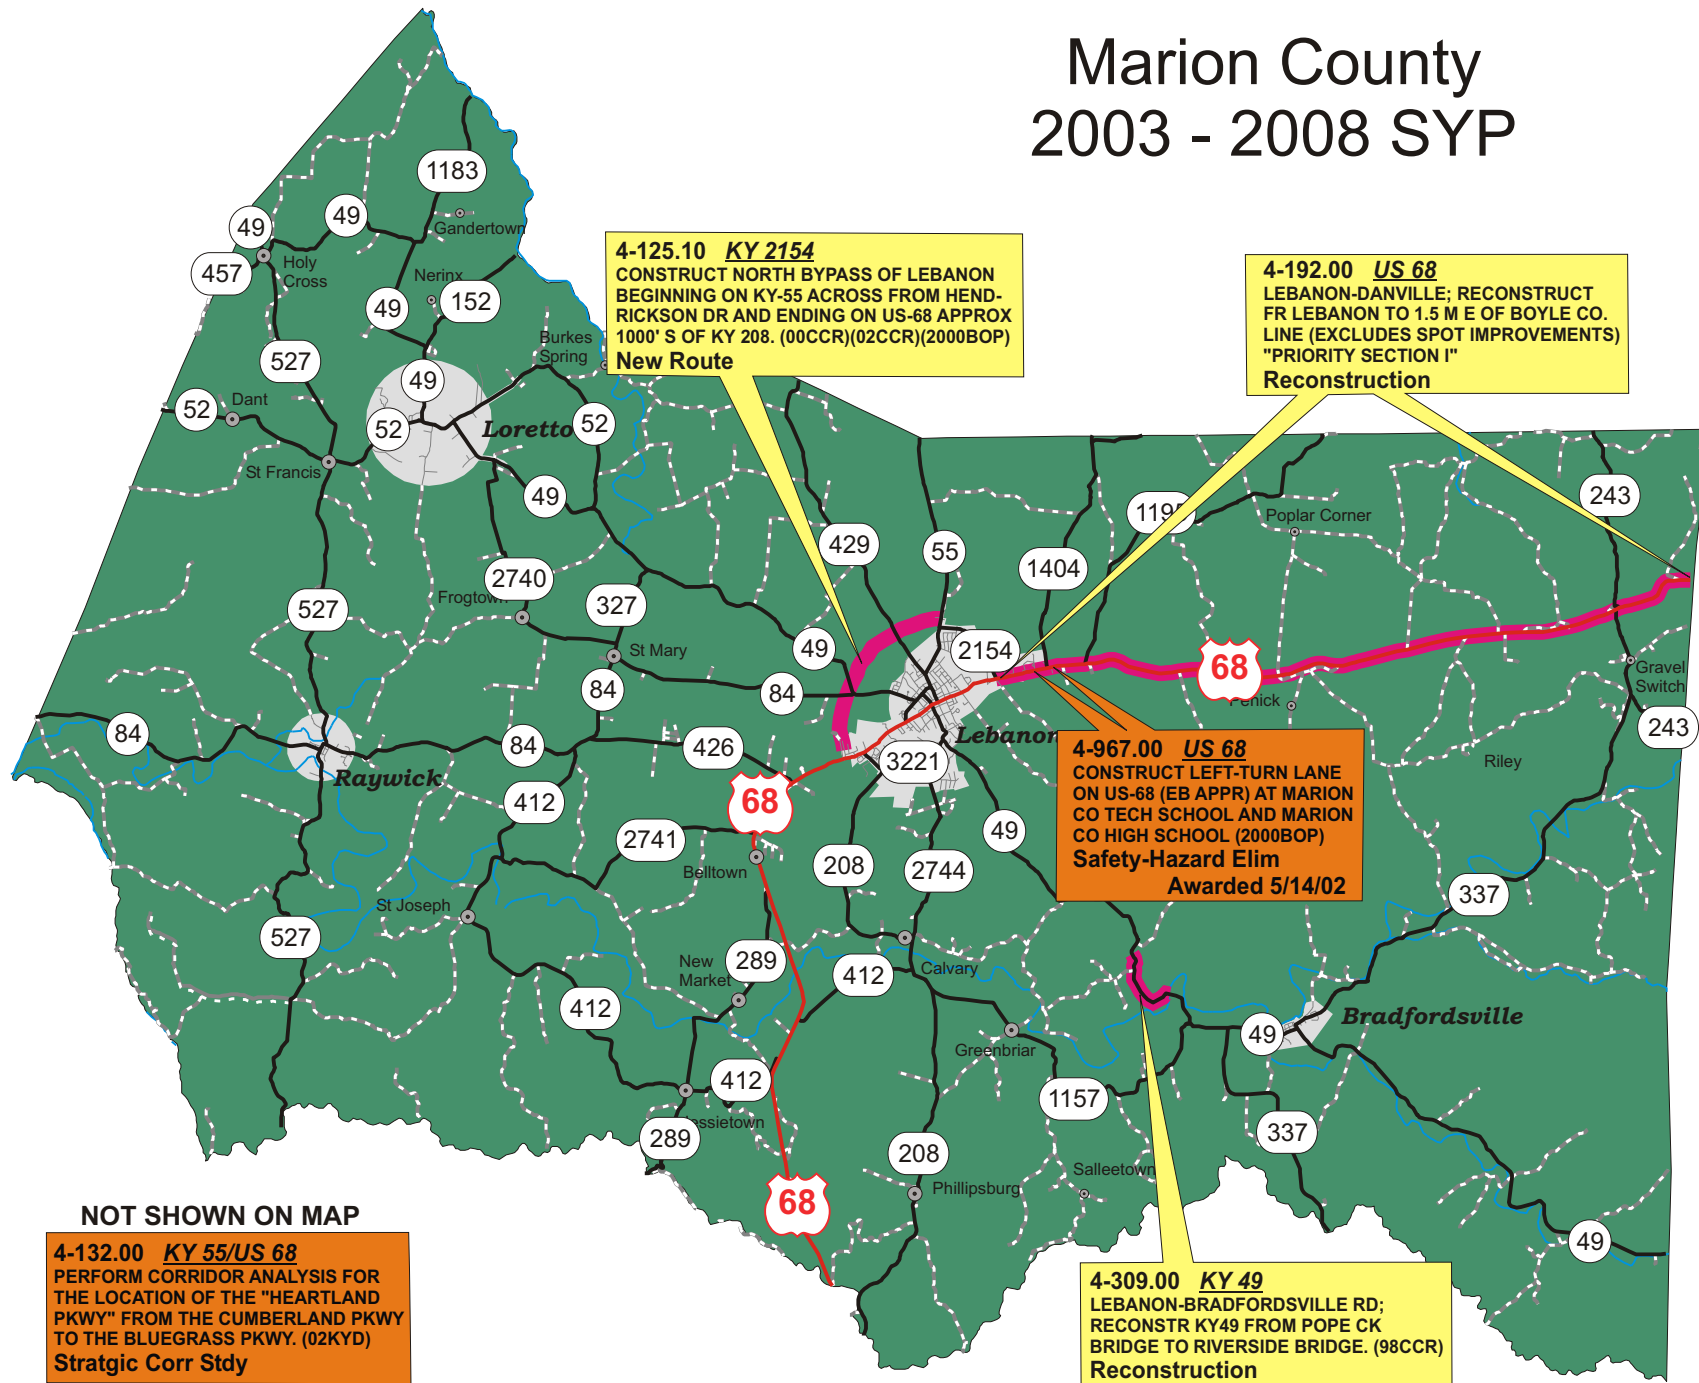 Marion County
2003 - 2008 SYP
4-125.10 KY 2154
CONSTRUCT NORTH BYPASS OF LEBANON
BEGINNING ON KY-55 ACROSS FROM HEND-
RICKSON DR AND ENDING ON US-68 APPROX
1000' S OF KY 208. (00CCR)(02CCR)(2000BOP)
New Route
4-192.00 US 68
LEBANON-DANVILLE; RECONSTRUCT
FR LEBANON TO 1.5 M E OF BOYLE CO.
LINE (EXCLUDES SPOT IMPROVEMENTS)
"PRIORITY SECTION I"
Reconstruction
1183
49
49
Gandertown
457
Holy
Cross
Nerinx
152
49
Burkes
Spring
527
49
Dant
52
52
Loretto
52
St Francis
49
243
Poplar Corner
429
55
1404
2740
Frogtown
327
527
St Mary
49
2154
68
Gravel
Switch
84
84
243
84
84
426
Lebanon
3221
Riley
Raywick
412
68
4-967.00 US 68
CONSTRUCT LEFT-TURN LANE
ON US-68 (EB APPR) AT MARION
CO TECH SCHOOL AND MARION
CO HIGH SCHOOL (2000BOP)
Safety-Hazard Elim
Awarded 5/14/02
2741
49
Belltown
208
2744
337
St Joseph
527
New
Market
289
412
Calvary
412
Greenbriar
49
Bradfordsville
412
1157
289
337
208
Salleetown
Phillipsburg
68
49
NOT SHOWN ON MAP
4-132.00 KY 55/US 68
PERFORM CORRIDOR ANALYSIS FOR
THE LOCATION OF THE "HEARTLAND
PKWY" FROM THE CUMBERLAND PKWY
TO THE BLUEGRASS PKWY. (02KYD)
Stratgic Corr Stdy
4-309.00 KY 49
LEBANON-BRADFORDSVILLE RD;
RECONSTR KY49 FROM POPE CK
BRIDGE TO RIVERSIDE BRIDGE. (98CCR)
Reconstruction